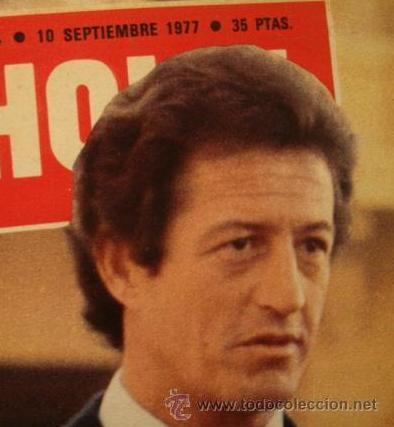 . ● 10 SEPTIEMBRE 1977 ● 35 PTAS.
HOLA!
www.todocoleccion.net